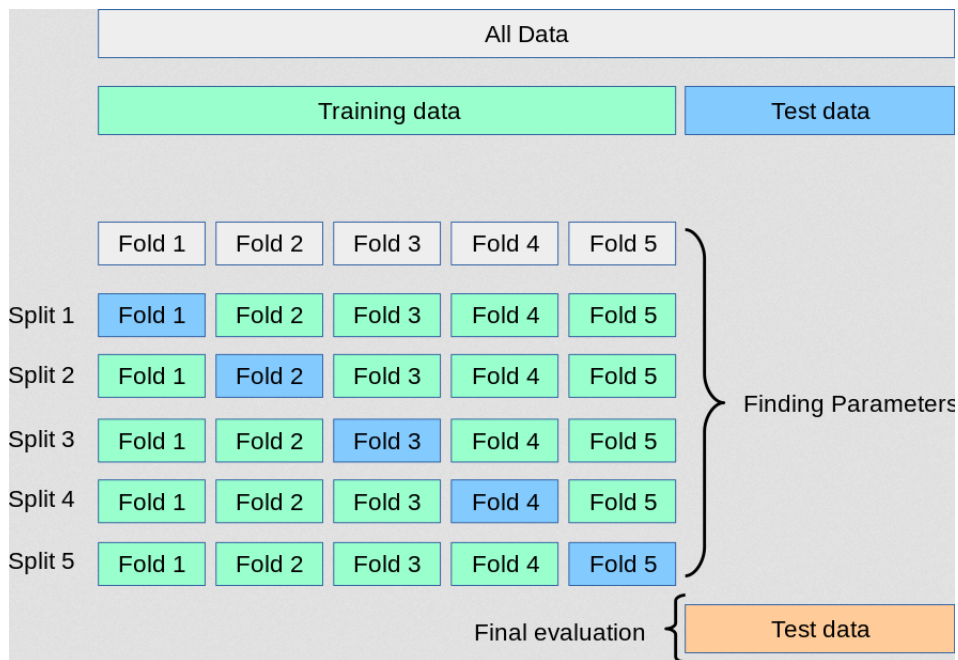 All Data
Training data Test data
Fold 1 Fold 2 Fold 3 Fold 4 Fold 5
Split 1 Fold 1 Fold 2 Fold 3 Fold 4 Fold 5
Split 2 Fold 1 Fold 2 Fold 3 Fold 4 Fold 5
Finding Parameters
Split 3 Fold 1 Fold 2 Fold 3 Fold 4 Fold 5
Split 4 Fold 1 Fold 2 Fold 3 Fold 4 Fold 5
Split 5 Fold 1 Fold 2 Fold 3 Fold 4 Fold 5
Final evaluation Test data